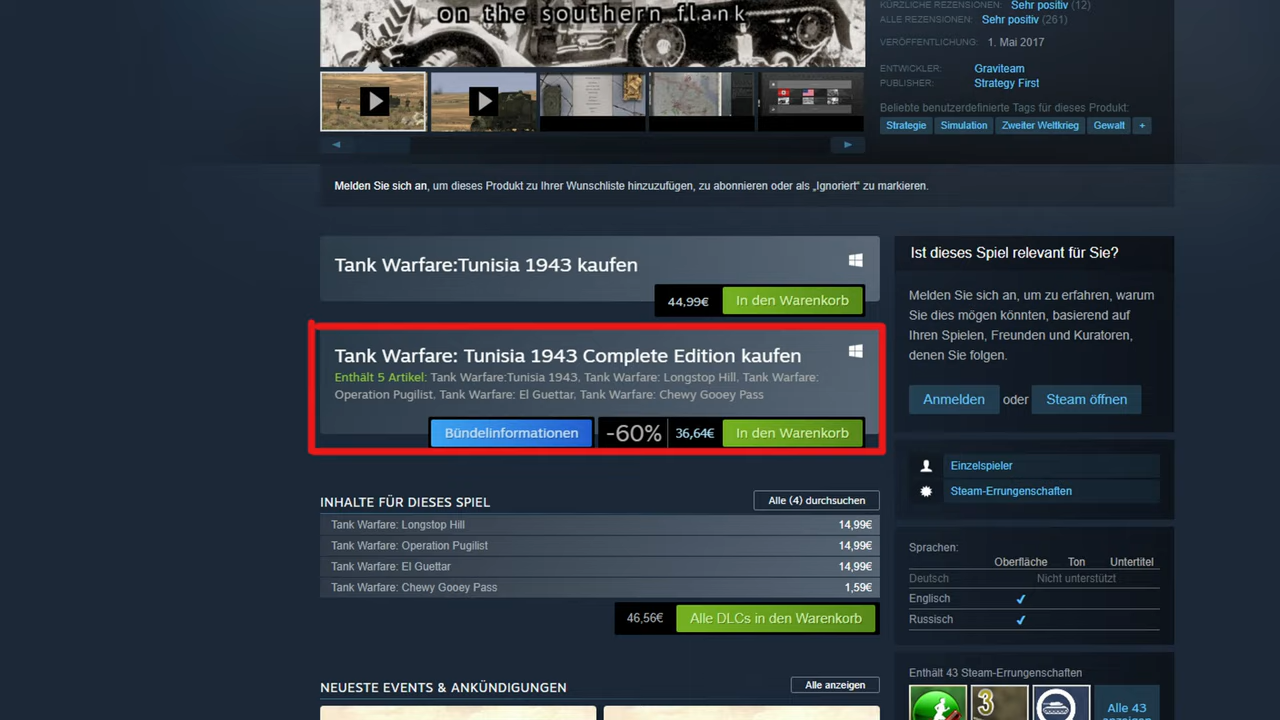 on the southern flank
KÜRZLICHE REZENSIONEN: Sehr positiv (12)
ALLE REZENSIONEN: Sehr positiv (261)
VERÖFFENTLICHUNG: 1. Mai 2017
ENTWICKLER: Graviteam
PUBLISHER: Strategy First
Beliebte benutzerdefinierte Tags für dieses Produkt:
Strategie Simulation Zweiter Weltkrieg Gewalt +
Melden Sie sich an, um dieses Produkt zu Ihrer Wunschliste hinzuzufügen, zu abonnieren oder als „Ignoriert" zu markieren.
Tank Warfare:Tunisia 1943 kaufen
44,99€ In den Warenkorb
Tank Warfare: Tunisia 1943 Complete Edition kaufen
Enthält 5 Artikel: Tank Warfare:Tunisia 1943, Tank Warfare: Longstop Hill, Tank Warfare:
Operation Pugilist, Tank Warfare: El Guettar, Tank Warfare: Chewy Gooey Pass
Bündelinformationen -60% 36,64€ In den Warenkorb
INHALTE FÜR DIESES SPIEL Alle (4) durchsuchen
Tank Warfare: Longstop Hill 14,99€
Tank Warfare: Operation Pugilist 14,99€
Tank Warfare: El Guettar 14,99€
Tank Warfare: Chewy Gooey Pass 1,59€
46,56€ Alle DLCs in den Warenkorb
NEUESTE EVENTS & ANKÜNDIGUNGEN Alle anzeigen
Ist dieses Spiel relevant für Sie?
Melden Sie sich an, um zu erfahren, warum
Sie dies mögen könnten, basierend auf
Ihren Spielen, Freunden und Kuratoren,
denen Sie folgen.
Anmelden oder Steam öffnen
Einzelspieler
Steam-Errungenschaften
Sprachen:
Oberfläche Ton Untertitel
Deutsch Nicht unterstützt
Englisch ✔
Russisch ✔
Enthält 43 Steam-Errungenschaften
3
Alle 43
anzeigen